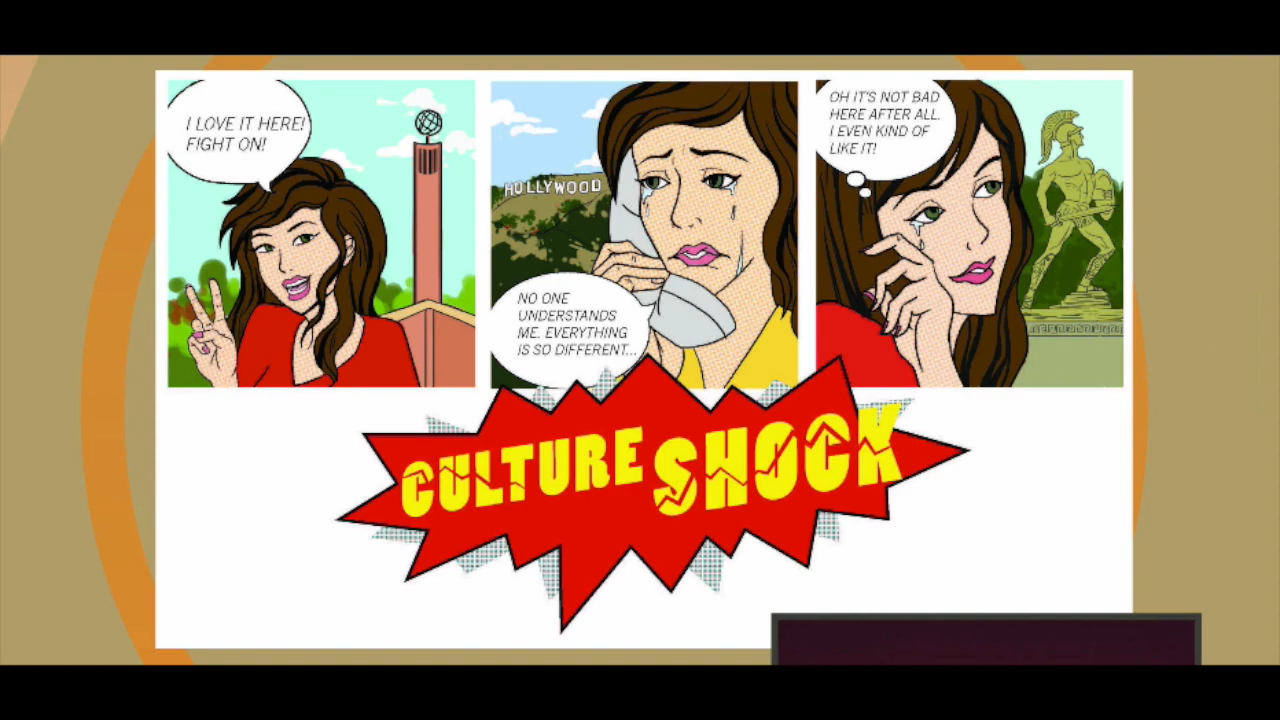 I LOVE IT HERE!
FIGHT ON!
HOLLYWOOD
NO ONE
UNDERSTANDS
ME. EVERYTHING
IS SO DIFFERENT...
OH IT'S NOT BAD
HERE AFTER ALL.
I EVEN KIND OF
LIKE IT!
CULTURE SHOCK